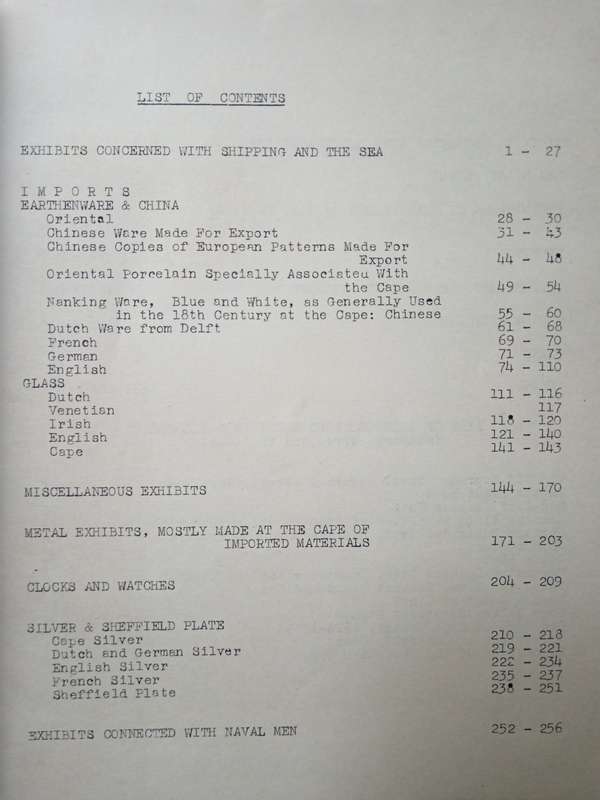 LIST OF CONTENTS
EXHIBITS CONCERNED WITH SHIPPING AND THE SEA 1 - 27
I M P O R T S
EARTHENWARE & CHINA
Oriental 28 - 30
Chinese Ware Made For Export 31 - 43
Chinese Copies of European Patterns Made For
Export 44 - 48
Oriental Porcelain Specially Associated With
the Cape 49 - 54
Nanking Ware, Blue and White, as Generally Used
in the 18th Century at the Cape: Chinese 55 - 60
Dutch Ware from Delft 61 - 68
French 69 - 70
German 71 - 73
English 74 - 110
GLASS
Dutch 111 - 116
Venetian 117
Irish 118 - 120
English 121 - 140
Cape 141 - 143
MISCELLANEOUS EXHIBITS 144 - 170
METAL EXHIBITS, MOSTLY MADE AT THE CAPE OF
IMPORTED MATERIALS 171 - 203
CLOCKS AND WATCHES 204 - 209
SILVER & SHEFFIELD PLATE
Cape Silver 210 - 218
Dutch and German Silver 219 - 221
English Silver 222 - 234
French Silver 235 - 237
Sheffield Plate 238 - 251
EXHIBITS CONNECTED WITH NAVAL MEN 252 - 256